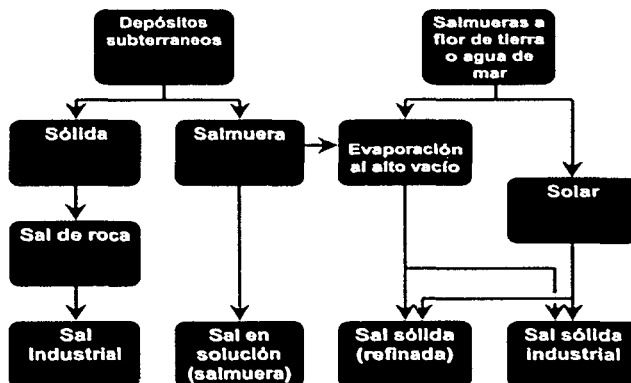 Depósitos
subterraneos
Salmueras a
flor de tierra
o agua de
mar
Sólida
Salmuera
Evaporación
al alto vacío
Solar
Sal de roca
Sal
Industrial
Sal en
solución
(salmuera)
Sal sólida
(refinada)
Sal sólida
industrial